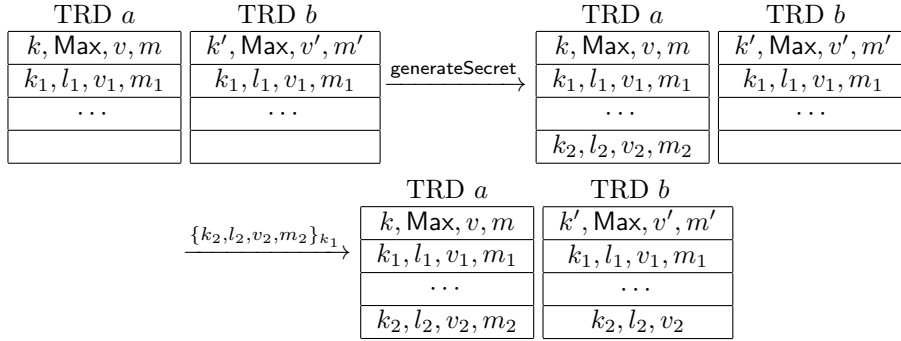 TRD a TRD b TRD a TRD b
k, Max, v, m k′, Max, v′, m′ generateSecret k, Max, v, m k′, Max, v′, m′
k₁, l₁, v₁, m₁ k₁, l₁, v₁, m₁ k₁, l₁, v₁, m₁ k₁, l₁, v₁, m₁
⋯ ⋯ ⋯ ⋯
k₂, l₂, v₂, m₂
TRD a TRD b
{k₂,l₂,v₂,m₂}ₖ₁ k, Max, v, m k′, Max, v′, m′
k₁, l₁, v₁, m₁ k₁, l₁, v₁, m₁
⋯ ⋯
k₂, l₂, v₂, m₂ k₂, l₂, v₂